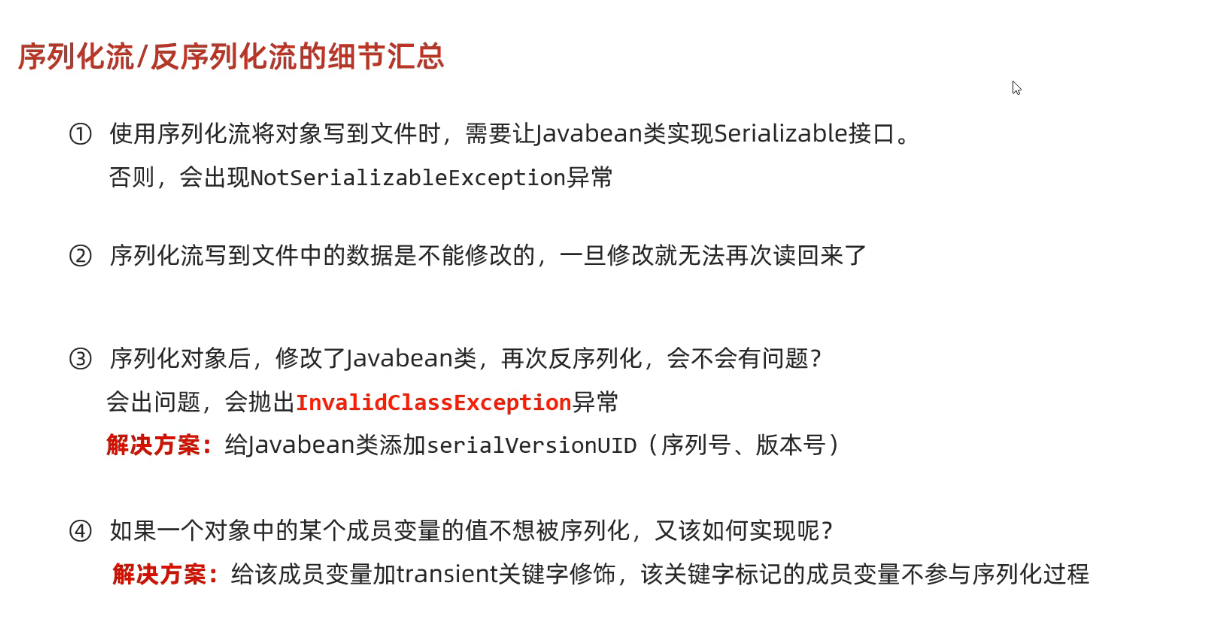 序列化流/反序列化流的细节汇总
① 使用序列化流将对象写到文件时，需要让Javabean类实现Serializable接口。
否则，会出现NotSerializableException异常
② 序列化流写到文件中的数据是不能修改的，一旦修改就无法再次读回来了
③ 序列化对象后，修改了Javabean类，再次反序列化，会不会有问题？
会出问题，会抛出InvalidClassException异常
解决方案：给Javabean类添加serialVersionUID（序列号、版本号）
④ 如果一个对象中的某个成员变量的值不想被序列化，又该如何实现呢？
解决方案：给该成员变量加transient关键字修饰，该关键字标记的成员变量不参与序列化过程